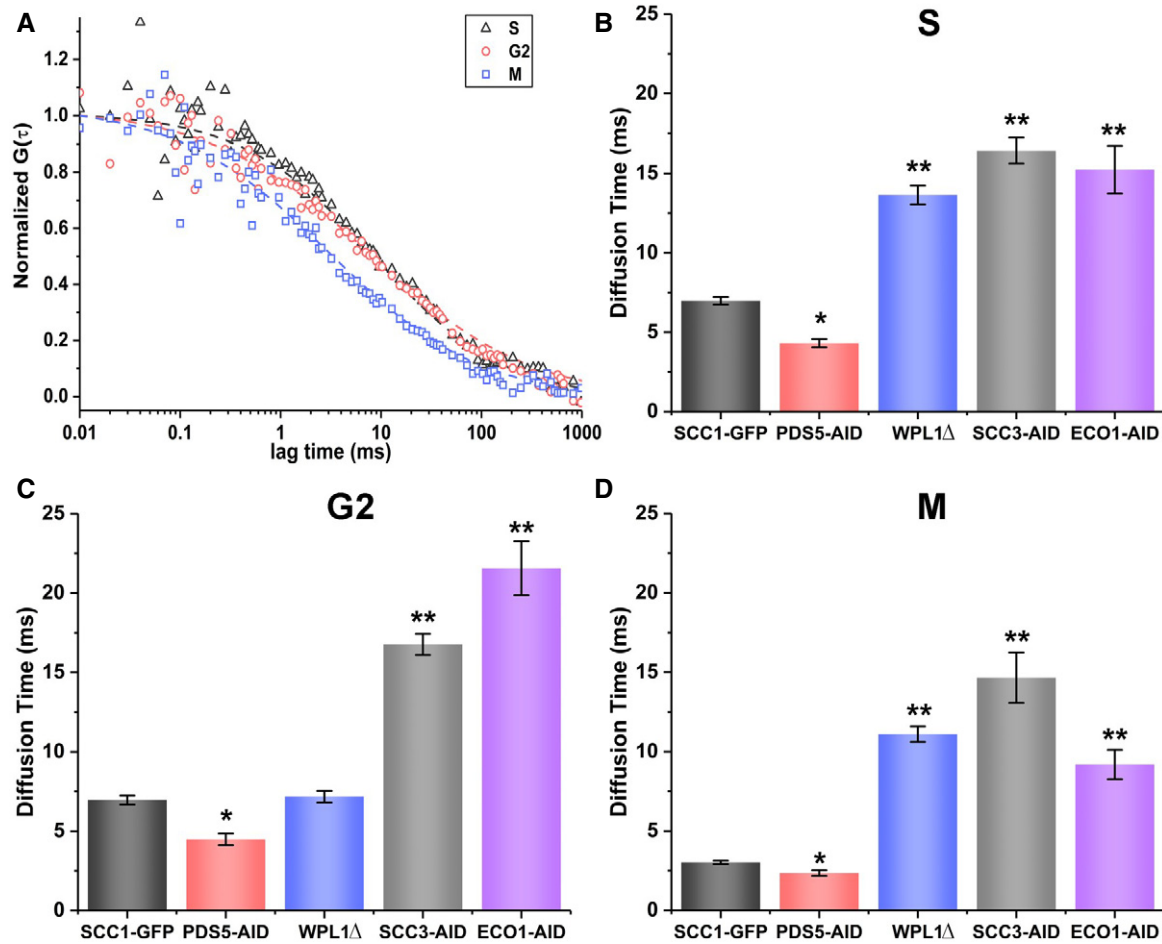 A
S
G2
M
Normalized G(τ)
1.2
1.0
0.8
0.6
0.4
0.2
0.0
0.01 0.1 1 10 100 1000
lag time (ms)
B
S
Diffusion Time (ms)
25
20
15
10
5
0
* ** ** **
SCC1-GFP PDS5-AID WPL1Δ SCC3-AID ECO1-AID
C
G2
Diffusion Time (ms)
25
20
15
10
5
0
* ** **
SCC1-GFP PDS5-AID WPL1Δ SCC3-AID ECO1-AID
D
M
Diffusion Time (ms)
25
20
15
10
5
0
* ** ** **
SCC1-GFP PDS5-AID WPL1Δ SCC3-AID ECO1-AID